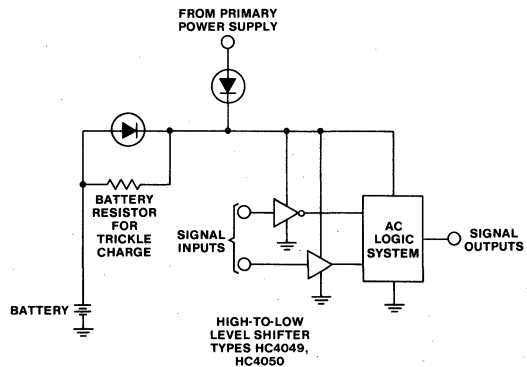 FROM PRIMARY
POWER SUPPLY
BATTERY
RESISTOR
FOR
TRICKLE
CHARGE
SIGNAL
INPUTS
AC
LOGIC
SYSTEM
SIGNAL
OUTPUTS
BATTERY
HIGH-TO-LOW
LEVEL SHIFTER
TYPES HC4049,
HC4050